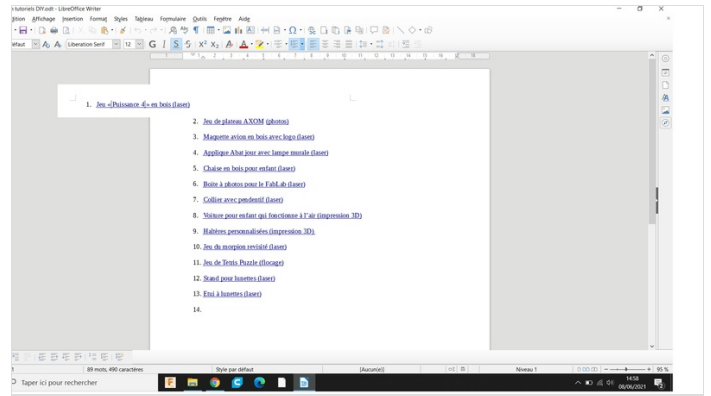 n tutoriels DIY.odt - LibreOffice Writer
dition Affichage Insertion Format Styles Tableau Formulaire Outils Fenêtre Aide
éfaut Liberation Serif 12 G I S S X² X₂
1. Jeu «Puissance 4» en bois (laser)
2. Jeu de plateau AXOM (photos)
3. Maquette avion en bois avec logo (laser)
4. Applique Abat jour avec lampe murale (laser)
5. Chaise en bois pour enfant (laser)
6. Boite à photos pour le FabLab (laser)
7. Collier avec pendentif (laser)
8. Voiture pour enfant qui fonctionne à l'air (impression 3D)
9. Haltères personnalisées (impression 3D)
10. Jeu du morpion revisité (laser)
11. Jeu de Tetris Puzzle (flocage)
12. Stand pour lunettes (laser)
13. Etui à lunettes (laser)
14.
89 mots, 490 caractères Style par défaut [Aucun(e)] Niveau 1 95 %
Taper ici pour rechercher
14:58
08/06/2021